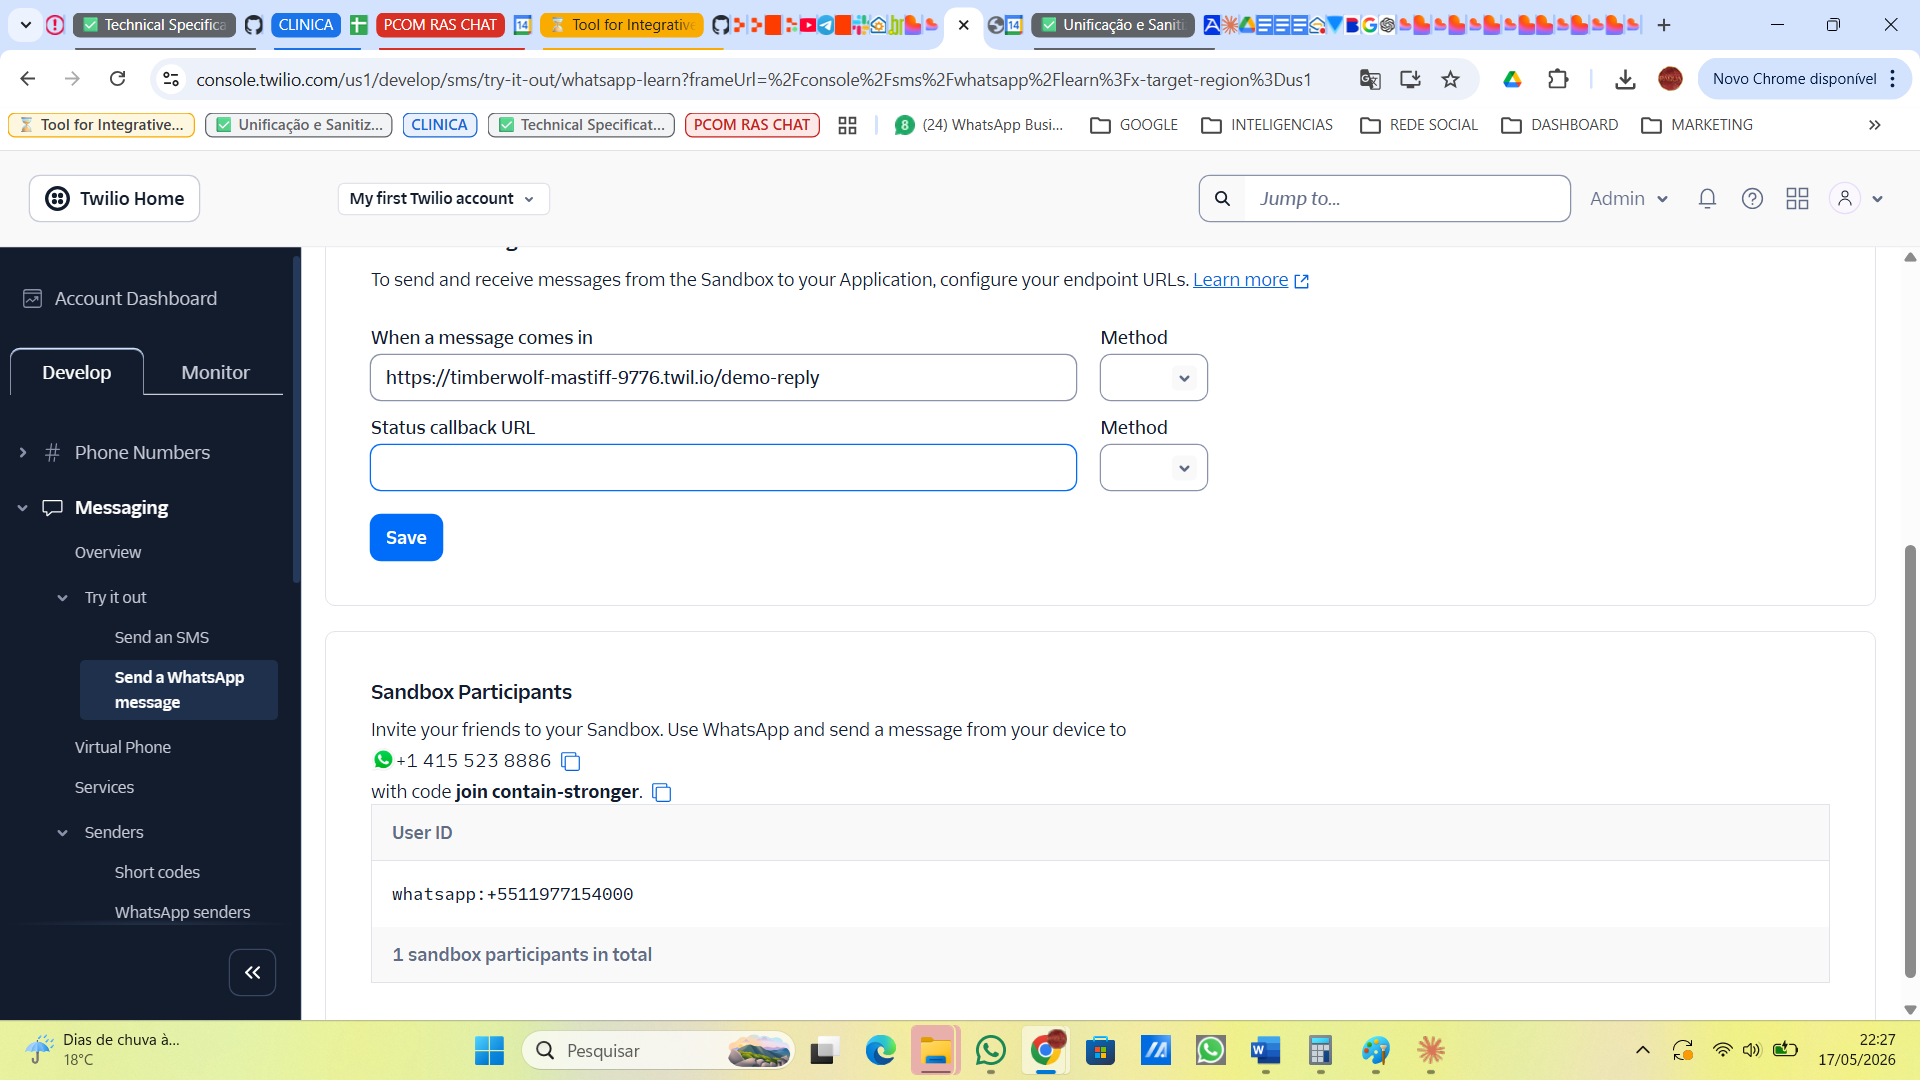 Technical Specifica
CLINICA
PCOM RAS CHAT
14
Tool for Integrative
14
Unificação e Saniti
console.twilio.com/us1/develop/sms/try-it-out/whatsapp-learn?frameUrl=%2Fconsole%2Fsms%2Fwhatsapp%2Flearn%3Fx-target-region%3Dus1
Novo Chrome disponível
Tool for Integrative...
Unificação e Sanitiz...
CLINICA
Technical Specificat...
PCOM RAS CHAT
8
(24) WhatsApp Busi...
GOOGLE
INTELIGENCIAS
REDE SOCIAL
DASHBOARD
MARKETING
Twilio Home
My first Twilio account
Jump to...
Admin
Account Dashboard
Develop
Monitor
# Phone Numbers
Messaging
Overview
Try it out
Send an SMS
Send a WhatsApp
message
Virtual Phone
Services
Senders
Short codes
WhatsApp senders
To send and receive messages from the Sandbox to your Application, configure your endpoint URLs. Learn more
When a message comes in
Method
https://timberwolf-mastiff-9776.twil.io/demo-reply
Status callback URL
Method
Save
Sandbox Participants
Invite your friends to your Sandbox. Use WhatsApp and send a message from your device to
+1 415 523 8886
with code join contain-stronger.
User ID
whatsapp:+5511977154000
1 sandbox participants in total
Dias de chuva à...
18°C
Pesquisar
22:27
17/05/2026